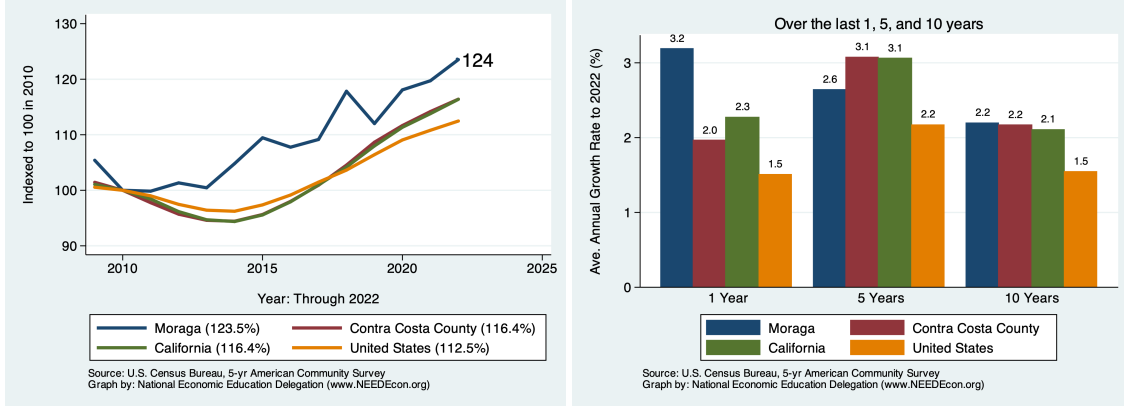 130
120
110
100
90
Indexed to 100 in 2010
124
2010
2015
2020
2025
Year: Through 2022
Moraga (123.5%)
Contra Costa County (116.4%)
California (116.4%)
United States (112.5%)
Source: U.S. Census Bureau, 5-yr American Community Survey
Graph by: National Economic Education Delegation (www.NEEDEcon.org)
Over the last 1, 5, and 10 years
Ave. Annual Growth Rate to 2022 (%)
3
2
1
0
3.2
2.0
2.3
1.5
2.6
3.1
3.1
2.2
2.2
2.2
2.1
1.5
1 Year
5 Years
10 Years
Moraga
Contra Costa County
California
United States
Source: U.S. Census Bureau, 5-yr American Community Survey
Graph by: National Economic Education Delegation (www.NEEDEcon.org)